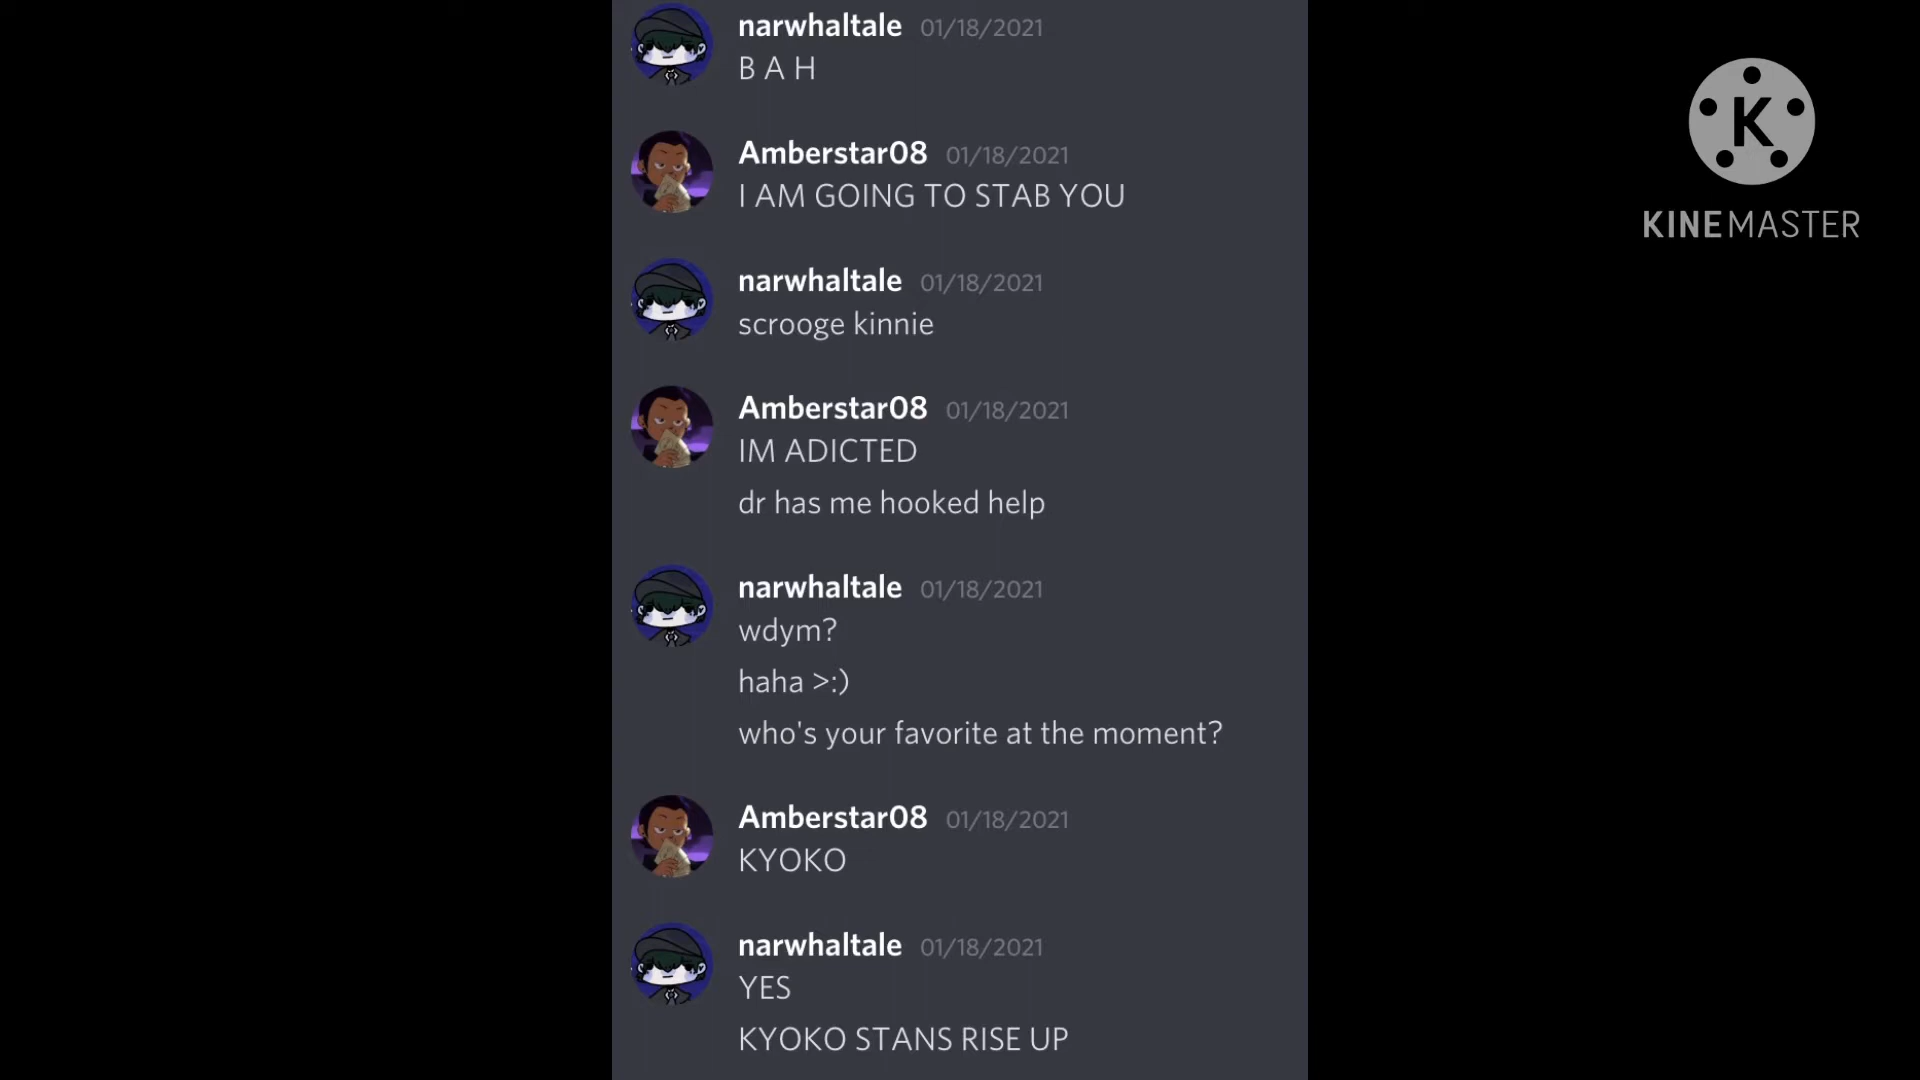 narwhaltale 01/18/2021
B A H
Amberstar08 01/18/2021
I AM GOING TO STAB YOU
narwhaltale 01/18/2021
scrooge kinnie
Amberstar08 01/18/2021
IM ADICTED
dr has me hooked help
narwhaltale 01/18/2021
wdym?
haha >:)
who's your favorite at the moment?
Amberstar08 01/18/2021
KYOKO
narwhaltale 01/18/2021
YES
KYOKO STANS RISE UP
K
KINEMASTER